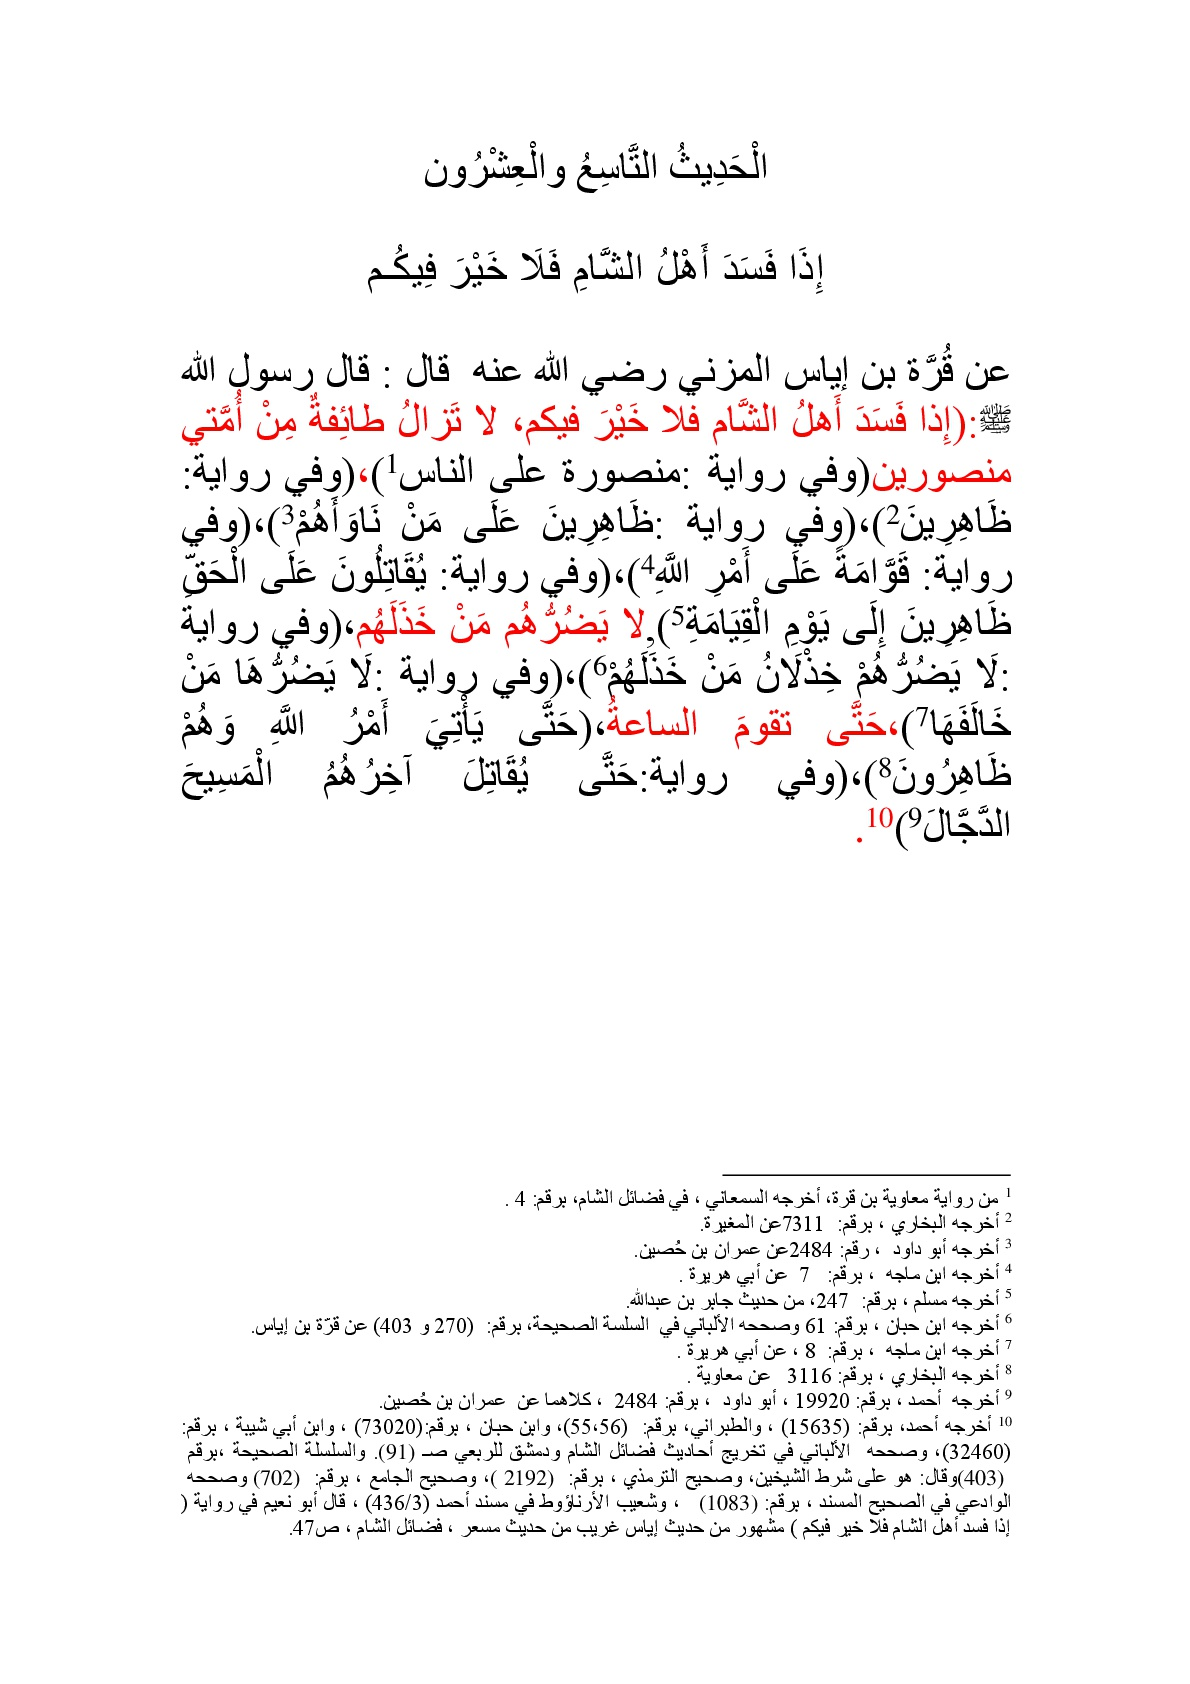 الْحَدِيثُ التَّاسِعُ والْعِشْرُون
إِذَا فَسَدَ أَهْلُ الشَّامِ فَلَا خَيْرَ فِيكُـم
عن قُرَّة بن إياس المزني رضي الله عنه قال : قال رسول الله
ﷺ:(إِذا فَسَدَ أَهلُ الشَّام فلا خَيْرَ فيكم، لا تَزالُ طائِفةٌ مِنْ أُمَّتي
منصورين(وفي رواية :منصورة على الناس1)،(وفي رواية:
ظَاهِرِينَ2)،(وفي رواية :ظَاهِرِينَ عَلَى مَنْ نَاوَأَهُمْ3)،(وفي
رواية: قَوَّامَةً عَلَى أَمْرِ اللَّهِ4)،(وفي رواية: يُقَاتِلُونَ عَلَى الْحَقِّ
ظَاهِرِينَ إِلَى يَوْمِ الْقِيَامَةِ5),لا يَضُرُّهُم مَنْ خَذَلَهُم،(وفي رواية
:لَا يَضُرُّهُمْ خِذْلَانُ مَنْ خَذَلَهُمْ6)،(وفي رواية :لَا يَضُرُّهَا مَنْ
خَالَفَهَا7)،حَتَّى تقومَ الساعةُ،(حَتَّى يَأْتِيَ أَمْرُ اللَّهِ وَهُمْ
ظَاهِرُونَ8)،(وفي رواية:حَتَّى يُقَاتِلَ آخِرُهُمُ الْمَسِيحَ
الدَّجَّالَ9)10.
1 من رواية معاوية بن قرة، أخرجه السمعاني ، في فضائل الشام، برقم: 4 .
2 أخرجه البخاري ، برقم: 7311عن المغيرة.
3 أخرجه أبو داود ، رقم: 2484عن عمران بن حُصين.
4 أخرجه ابن ماجه ، برقم: 7 عن أبي هريرة .
5 أخرجه مسلم ، برقم: 247، من حديث جابر بن عبدالله.
6 أخرجه ابن حبان ، برقم: 61 وصححه الألباني في السلسة الصحيحة، برقم: (270 و 403) عن قرّة بن إياس.
7 أخرجه ابن ماجه ، برقم: 8 ، عن أبي هريرة .
8 أخرجه البخاري ، برقم: 3116 عن معاوية .
9 أخرجه أحمد ، برقم: 19920 ، أبو داود ، برقم: 2484 ، كلاهما عن عمران بن حُصين.
10 أخرجه أحمد، برقم: (15635) ، والطبراني، برقم: (55،56)، وابن حبان ، برقم:(73020) ، وابن أبي شيبة ، برقم:
(32460)، وصححه الألباني في تخريج أحاديث فضائل الشام ودمشق للربعي صـ (91). والسلسلة الصحيحة ،برقم
(403)وقال: هو على شرط الشيخين، وصحيح الترمذي ، برقم: (2192 )، وصحيح الجامع ، برقم: (702) وصححه
الوادعي في الصحيح المسند ، برقم: (1083) ، وشعيب الأرناؤوط في مسند أحمد (436/3) ، قال أبو نعيم في رواية (
إذا فسد أهل الشام فلا خير فيكم ) مشهور من حديث إياس غريب من حديث مسعر ، فضائل الشام ، ص47.